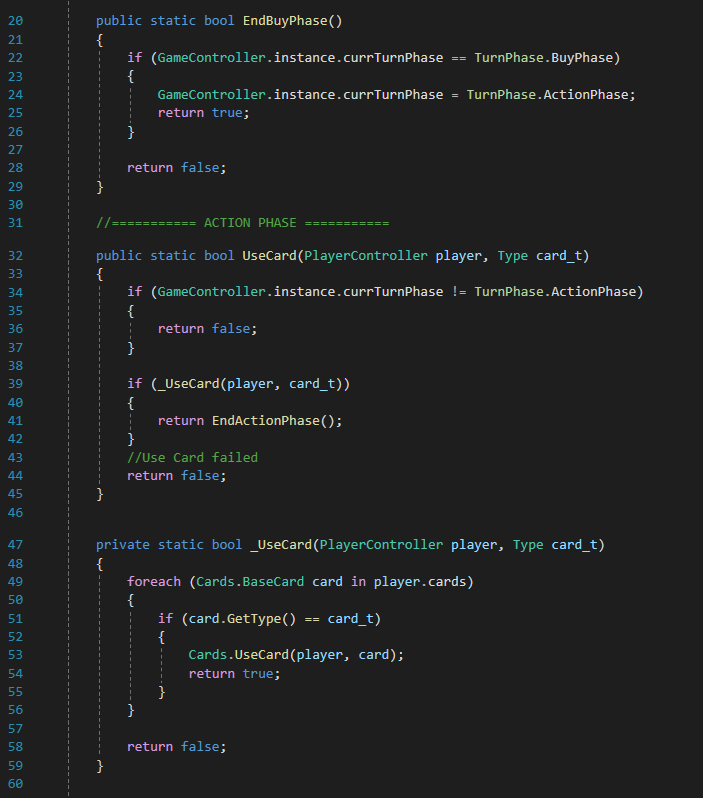 20 public static bool EndBuyPhase()
21 {
22 if (GameController.instance.currTurnPhase == TurnPhase.BuyPhase)
23 {
24 GameController.instance.currTurnPhase = TurnPhase.ActionPhase;
25 return true;
26 }
27
28 return false;
29 }
30
31 //=========== ACTION PHASE ===========
32 public static bool UseCard(PlayerController player, Type card_t)
33 {
34 if (GameController.instance.currTurnPhase != TurnPhase.ActionPhase)
35 {
36 return false;
37 }
38
39 if (_UseCard(player, card_t))
40 {
41 return EndActionPhase();
42 }
43 //Use Card failed
44 return false;
45 }
46
47 private static bool _UseCard(PlayerController player, Type card_t)
48 {
49 foreach (Cards.BaseCard card in player.cards)
50 {
51 if (card.GetType() == card_t)
52 {
53 Cards.UseCard(player, card);
54 return true;
55 }
56 }
57
58 return false;
59 }
60